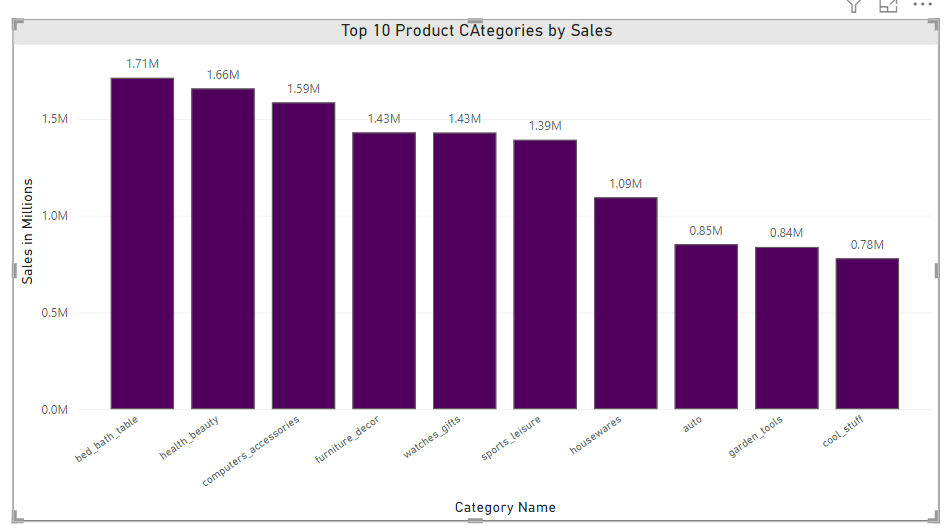 Top 10 Product CAtegories by Sales
1.71M
1.66M
1.59M
1.43M
1.43M
1.39M
1.09M
0.85M
0.84M
0.78M
1.5M
1.0M
0.5M
0.0M
Sales in Millions
bed_bath_table
health_beauty
computers_accessories
furniture_decor
watches_gifts
sports_leisure
housewares
auto
garden_tools
cool_stuff
Category Name